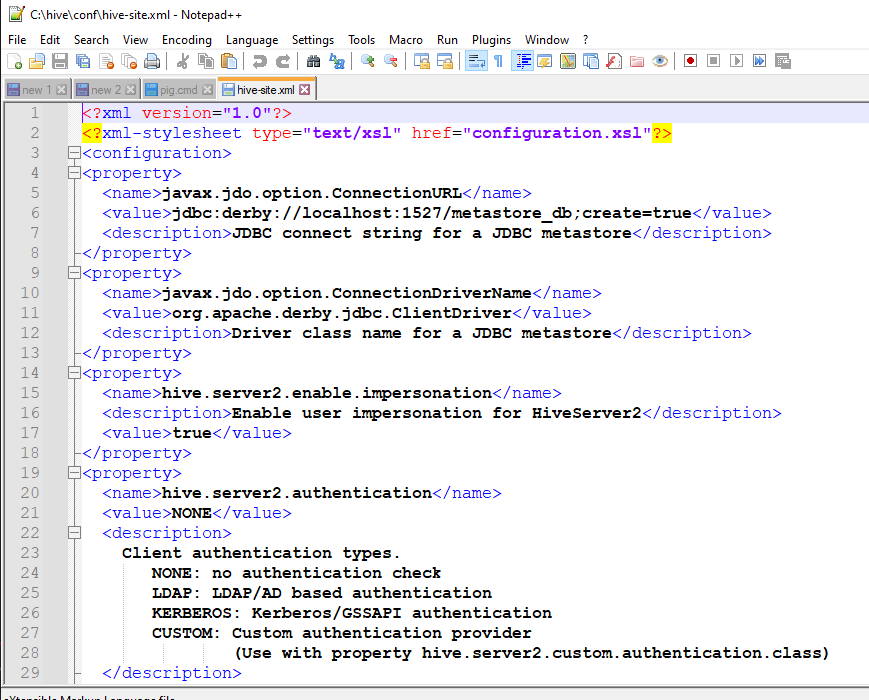 C:\hive\conf\hive-site.xml - Notepad++
File Edit Search View Encoding Language Settings Tools Macro Run Plugins Window ?
new 1 new 2 pig.cmd hive-site.xml
1 <?xml version="1.0"?>
2 <?xml-stylesheet type="text/xsl" href="configuration.xsl"?>
3 <configuration>
4 <property>
5 <name>javax.jdo.option.ConnectionURL</name>
6 <value>jdbc:derby://localhost:1527/metastore_db;create=true</value>
7 <description>JDBC connect string for a JDBC metastore</description>
8 </property>
9 <property>
10 <name>javax.jdo.option.ConnectionDriverName</name>
11 <value>org.apache.derby.jdbc.ClientDriver</value>
12 <description>Driver class name for a JDBC metastore</description>
13 </property>
14 <property>
15 <name>hive.server2.enable.impersonation</name>
16 <description>Enable user impersonation for HiveServer2</description>
17 <value>true</value>
18 </property>
19 <property>
20 <name>hive.server2.authentication</name>
21 <value>NONE</value>
22 <description>
23 Client authentication types.
24 NONE: no authentication check
25 LDAP: LDAP/AD based authentication
26 KERBEROS: Kerberos/GSSAPI authentication
27 CUSTOM: Custom authentication provider
28 (Use with property hive.server2.custom.authentication.class)
29 </description>
eXtensible Markup Language file